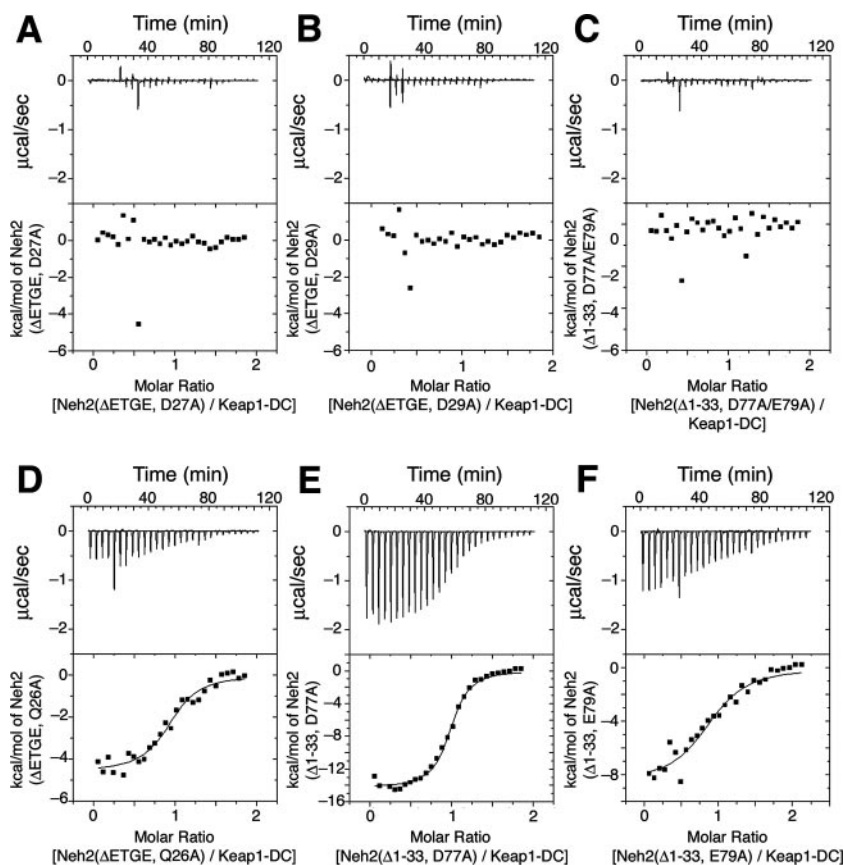 A
Time (min)
0 40 80 120
0
-1
-2
μcal/sec
0
-2
-4
-6
kcal/mol of Neh2
(ΔETGE, D27A)
0 1 2
Molar Ratio
[Neh2(ΔETGE, D27A) / Keap1-DC]
B
Time (min)
0 40 80 120
0
-1
-2
μcal/sec
0
-2
-4
-6
kcal/mol of Neh2
(ΔETGE, D29A)
0 1 2
Molar Ratio
[Neh2(ΔETGE, D29A) / Keap1-DC]
C
Time (min)
0 40 80 120
0
-1
-2
μcal/sec
0
-2
-4
-6
kcal/mol of Neh2
(Δ1-33, D77A/E79A)
0 1 2
Molar Ratio
[Neh2(Δ1-33, D77A/E79A) /
Keap1-DC]
D
Time (min)
0 40 80 120
0
-1
-2
μcal/sec
0
-2
-4
-6
kcal/mol of Neh2
(ΔETGE, Q26A)
0 1 2
Molar Ratio
[Neh2(ΔETGE, Q26A) / Keap1-DC]
E
Time (min)
0 40 80 120
0
-1
-2
μcal/sec
0
-2
-4
-6
-8
-10
-12
-14
-16
kcal/mol of Neh2
(Δ1-33, D77A)
0 1 2
Molar Ratio
[Neh2(Δ1-33, D77A) / Keap1-DC]
F
Time (min)
0 40 80 120
0
-1
-2
μcal/sec
0
-2
-4
-6
-8
-10
kcal/mol of Neh2
(Δ1-33, E79A)
0 1 2
Molar Ratio
[Neh2(Δ1-33, E79A) / Keap1-DC]